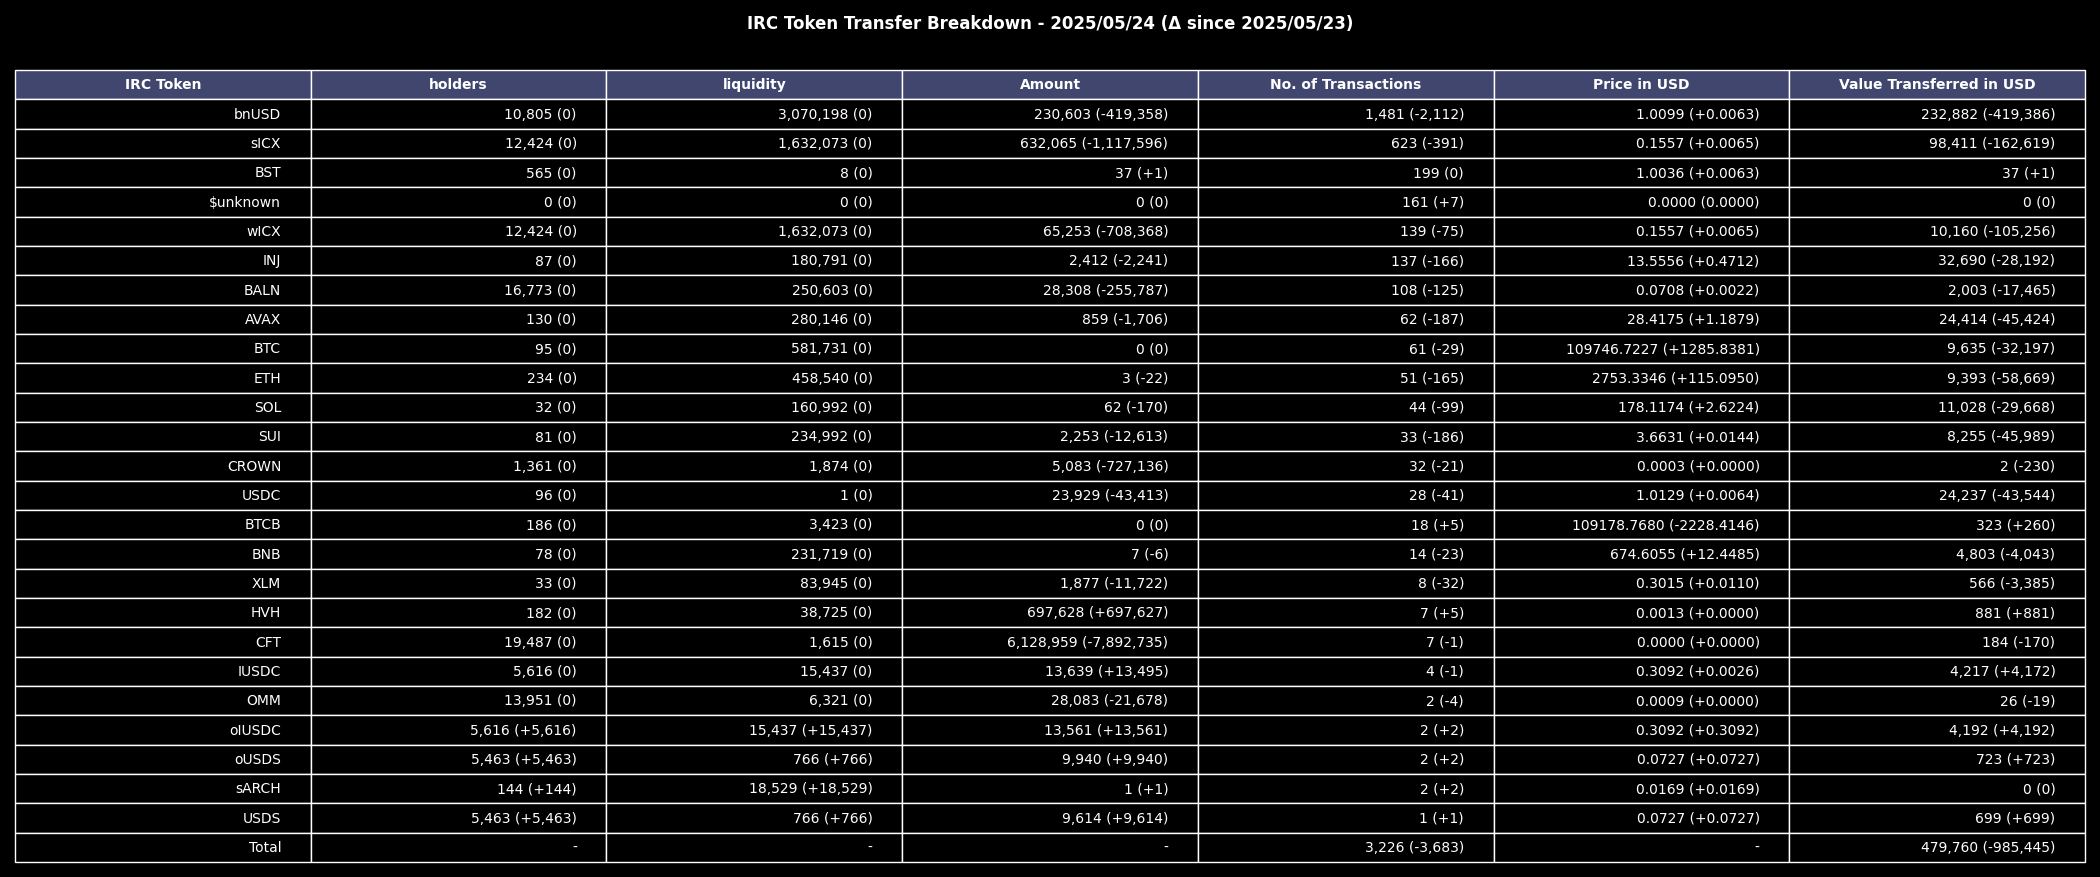 IRC Token Transfer Breakdown - 2025/05/24 (Δ since 2025/05/23)
IRC Token holders liquidity Amount No. of Transactions Price in USD Value Transferred in USD
bnUSD 10,805 (0) 3,070,198 (0) 230,603 (-419,358) 1,481 (-2,112) 1.0099 (+0.0063) 232,882 (-419,386)
sICX 12,424 (0) 1,632,073 (0) 632,065 (-1,117,596) 623 (-391) 0.1557 (+0.0065) 98,411 (-162,619)
BST 565 (0) 8 (0) 37 (+1) 199 (0) 1.0036 (+0.0063) 37 (+1)
$unknown 0 (0) 0 (0) 0 (0) 161 (+7) 0.0000 (0.0000) 0 (0)
wICX 12,424 (0) 1,632,073 (0) 65,253 (-708,368) 139 (-75) 0.1557 (+0.0065) 10,160 (-105,256)
INJ 87 (0) 180,791 (0) 2,412 (-2,241) 137 (-166) 13.5556 (+0.4712) 32,690 (-28,192)
BALN 16,773 (0) 250,603 (0) 28,308 (-255,787) 108 (-125) 0.0708 (+0.0022) 2,003 (-17,465)
AVAX 130 (0) 280,146 (0) 859 (-1,706) 62 (-187) 28.4175 (+1.1879) 24,414 (-45,424)
BTC 95 (0) 581,731 (0) 0 (0) 61 (-29) 109746.7227 (+1285.8381) 9,635 (-32,197)
ETH 234 (0) 458,540 (0) 3 (-22) 51 (-165) 2753.3346 (+115.0950) 9,393 (-58,669)
SOL 32 (0) 160,992 (0) 62 (-170) 44 (-99) 178.1174 (+2.6224) 11,028 (-29,668)
SUI 81 (0) 234,992 (0) 2,253 (-12,613) 33 (-186) 3.6631 (+0.0144) 8,255 (-45,989)
CROWN 1,361 (0) 1,874 (0) 5,083 (-727,136) 32 (-21) 0.0003 (+0.0000) 2 (-230)
USDC 96 (0) 1 (0) 23,929 (-43,413) 28 (-41) 1.0129 (+0.0064) 24,237 (-43,544)
BTCB 186 (0) 3,423 (0) 0 (0) 18 (+5) 109178.7680 (-2228.4146) 323 (+260)
BNB 78 (0) 231,719 (0) 7 (-6) 14 (-23) 674.6055 (+12.4485) 4,803 (-4,043)
XLM 33 (0) 83,945 (0) 1,877 (-11,722) 8 (-32) 0.3015 (+0.0110) 566 (-3,385)
HVH 182 (0) 38,725 (0) 697,628 (+697,627) 7 (+5) 0.0013 (+0.0000) 881 (+881)
CFT 19,487 (0) 1,615 (0) 6,128,959 (-7,892,735) 7 (-1) 0.0000 (+0.0000) 184 (-170)
IUSDC 5,616 (0) 15,437 (0) 13,639 (+13,495) 4 (-1) 0.3092 (+0.0026) 4,217 (+4,172)
OMM 13,951 (0) 6,321 (0) 28,083 (-21,678) 2 (-4) 0.0009 (+0.0000) 26 (-19)
oIUSDC 5,616 (+5,616) 15,437 (+15,437) 13,561 (+13,561) 2 (+2) 0.3092 (+0.3092) 4,192 (+4,192)
oUSDS 5,463 (+5,463) 766 (+766) 9,940 (+9,940) 2 (+2) 0.0727 (+0.0727) 723 (+723)
sARCH 144 (+144) 18,529 (+18,529) 1 (+1) 2 (+2) 0.0169 (+0.0169) 0 (0)
USDS 5,463 (+5,463) 766 (+766) 9,614 (+9,614) 1 (+1) 0.0727 (+0.0727) 699 (+699)
Total - - - 3,226 (-3,683) - 479,760 (-985,445)